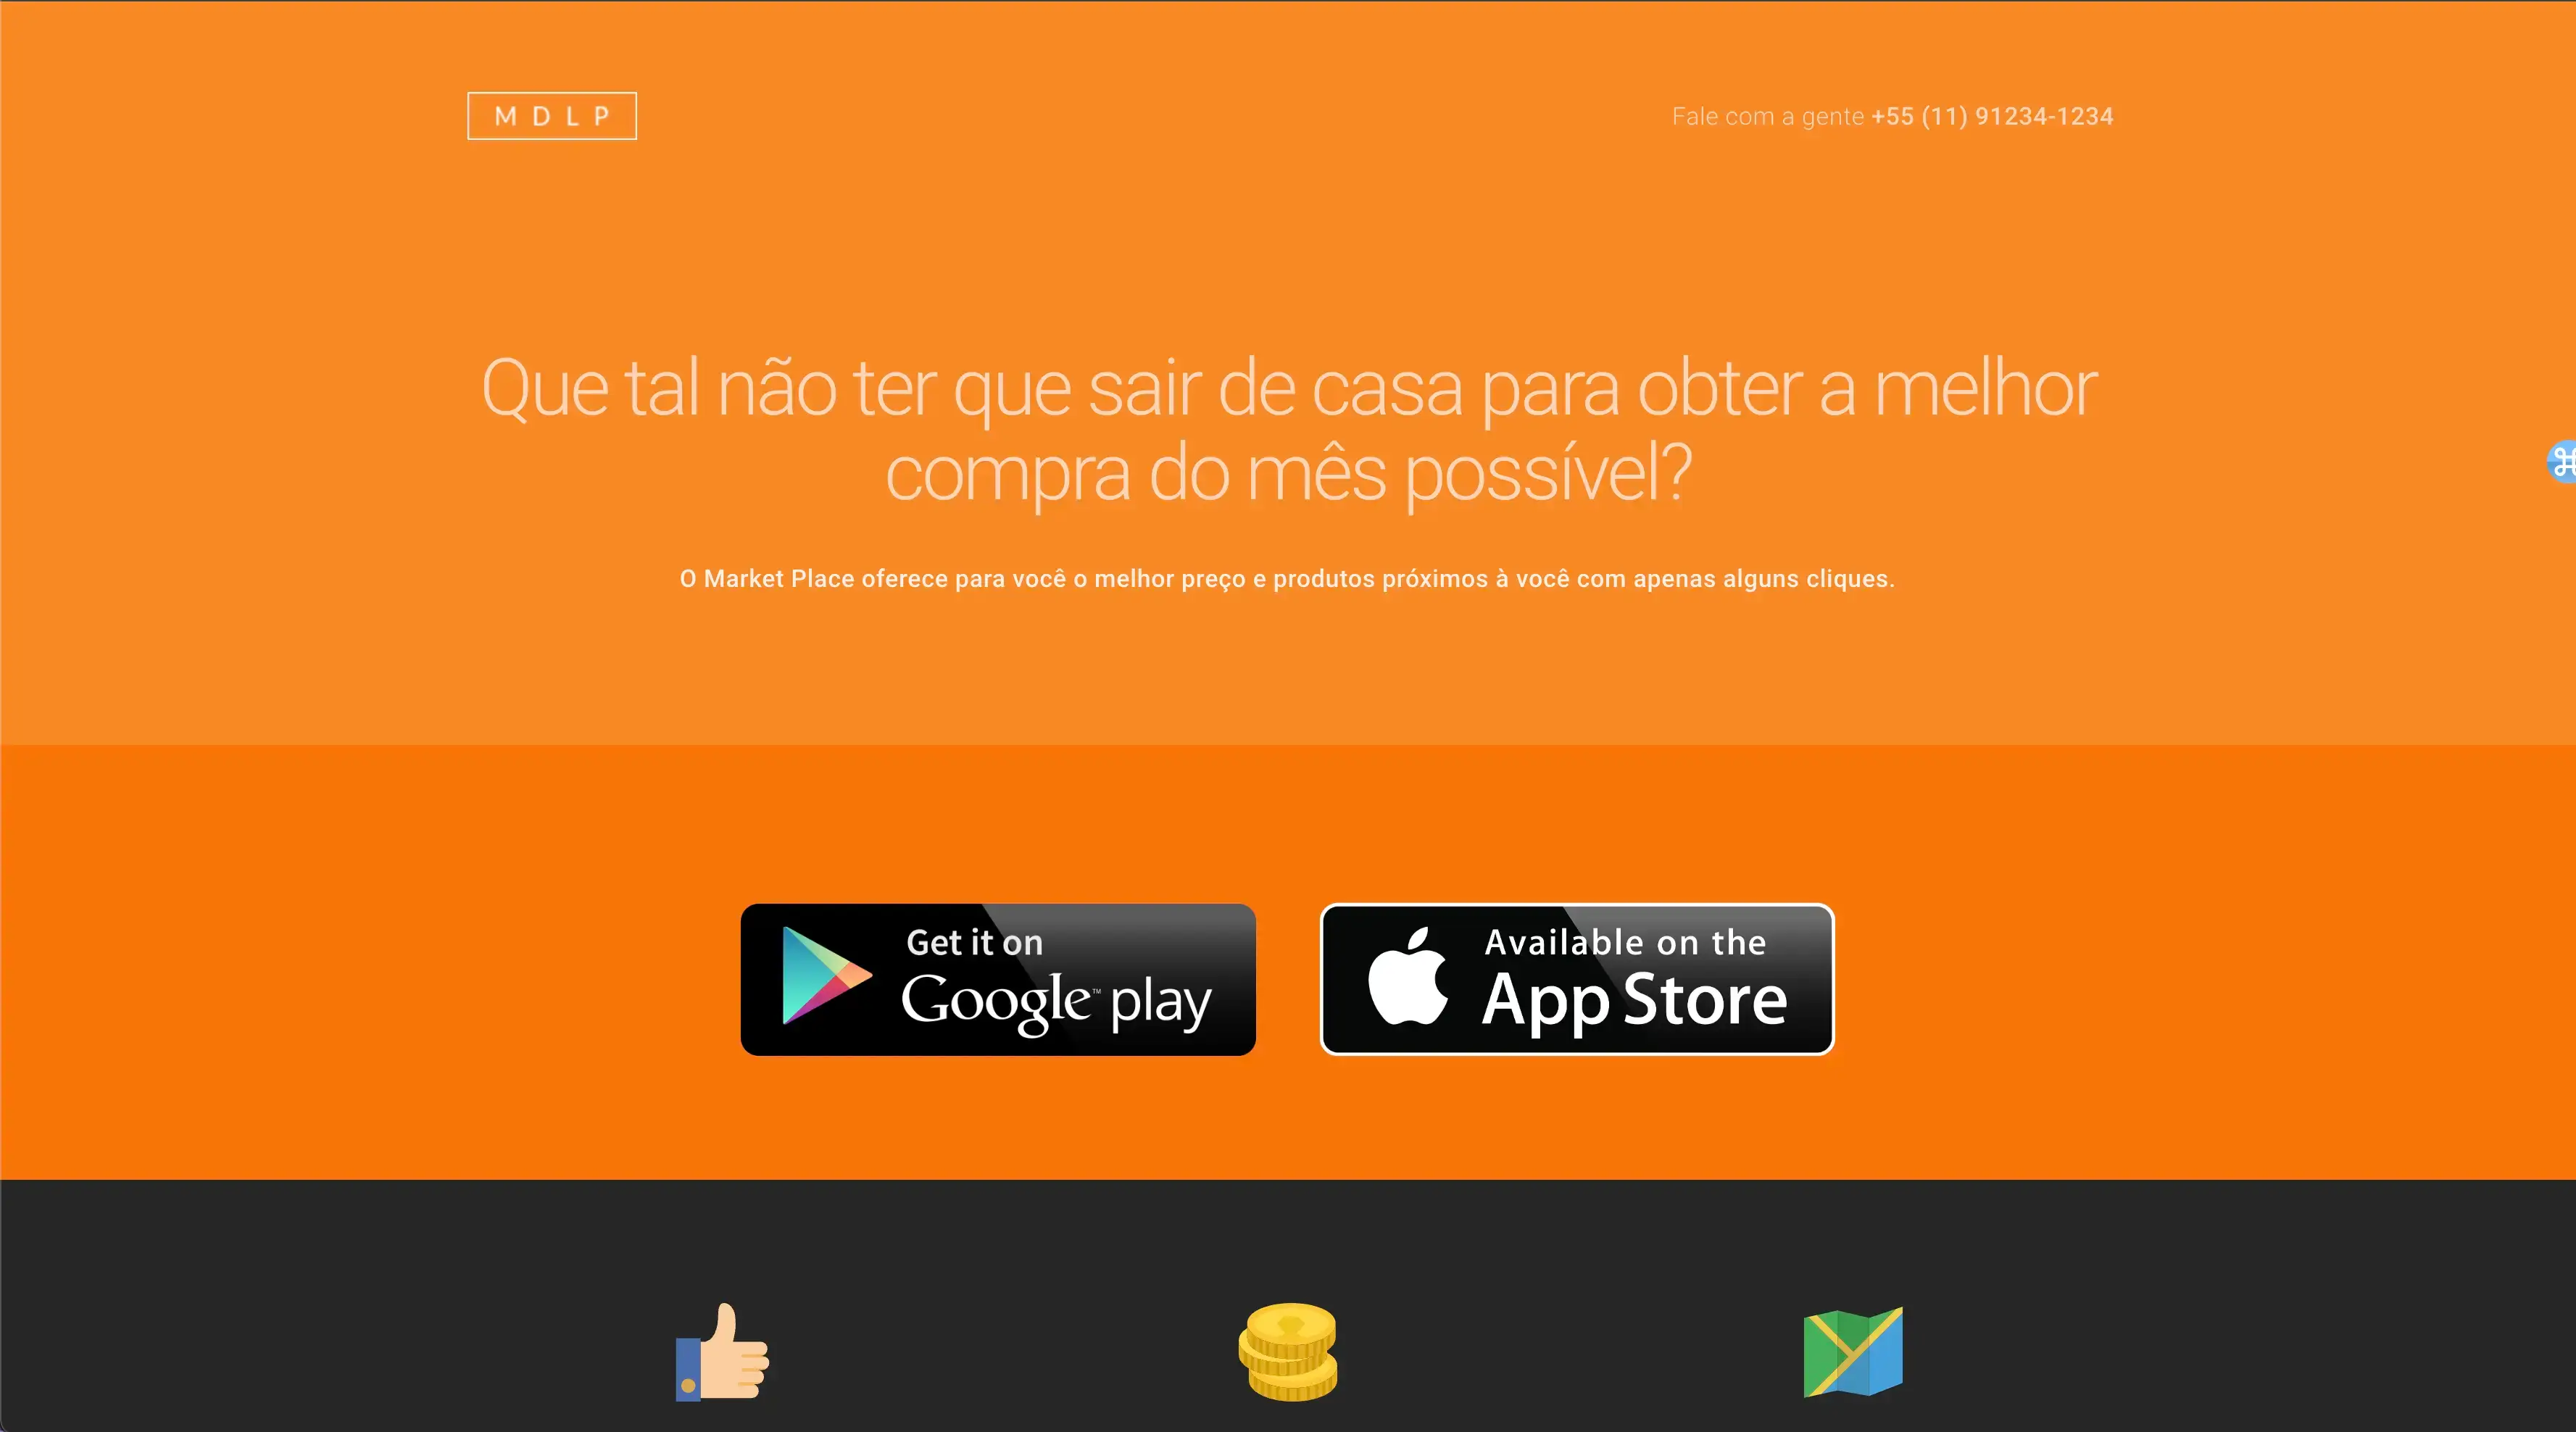 MDLP
Fale com a gente +55 (11) 91234-1234
Que tal não ter que sair de casa para obter a melhor
compra do mês possível?
O Market Place oferece para você o melhor preço e produtos próximos à você com apenas alguns cliques.
Get it on
Google™ play
Available on the
App Store